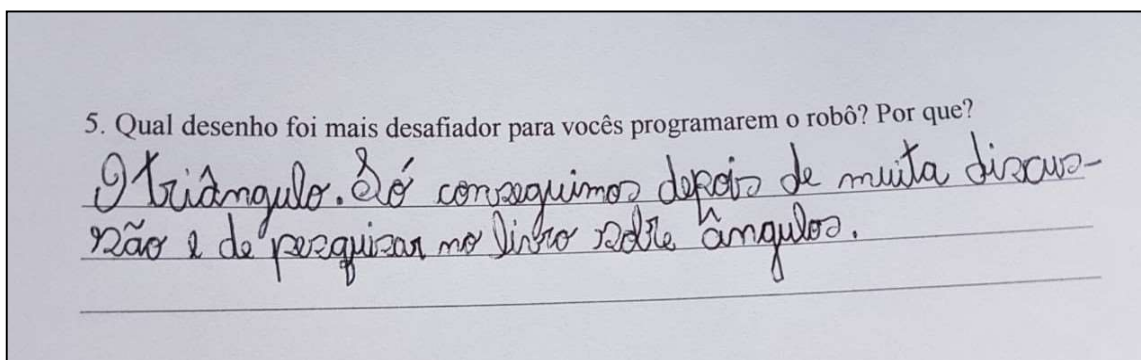 5. Qual desenho foi mais desafiador para vocês programarem o robô? Por que?
O triângulo. Só conseguimos depois de muita discus-
são e de pesquisar no livro sobre ângulos.